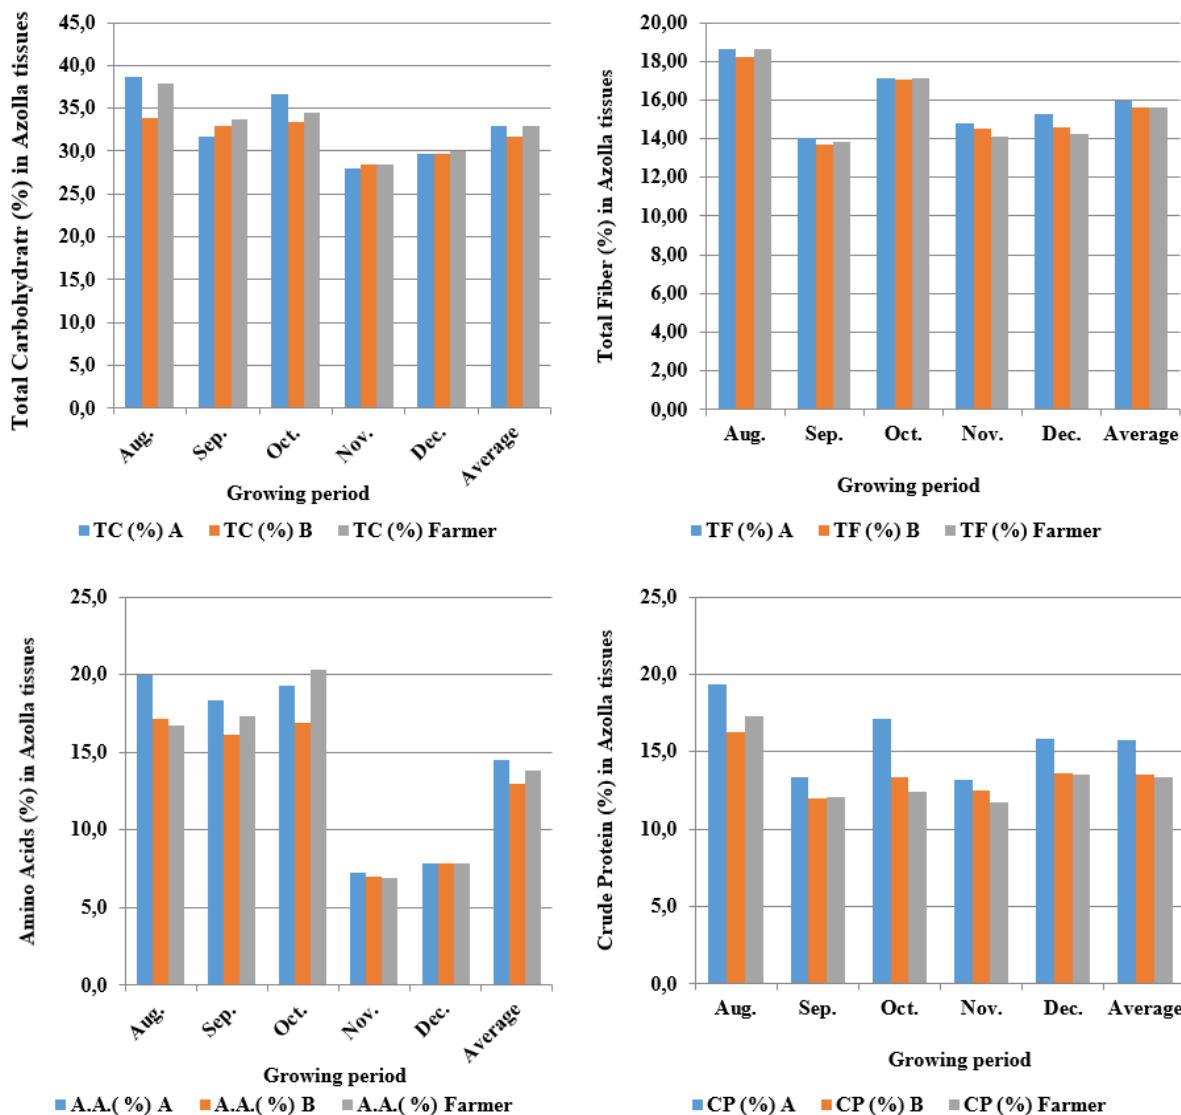 Total Carbohydratr (%) in Azolla tissues
45,0
40,0
35,0
30,0
25,0
20,0
15,0
10,0
5,0
0,0
Aug.
Sep.
Oct.
Nov.
Dec.
Average
Growing period
TC (%) A
TC (%) B
TC (%) Farmer
Total Fiber (%) in Azolla tissues
20,00
18,00
16,00
14,00
12,00
10,00
8,00
6,00
4,00
2,00
0,00
Aug.
Sep.
Oct.
Nov.
Dec.
Average
Growing period
TF (%) A
TF (%) B
TF (%) Farmer
Amino Acids (%) in Azolla tissues
25,0
20,0
15,0
10,0
5,0
0,0
Aug.
Sep.
Oct.
Nov.
Dec.
Average
Growing period
A.A.( %) A
A.A.( %) B
A.A.( %) Farmer
Crude Protein (%) in Azolla tissues
25,0
20,0
15,0
10,0
5,0
0,0
Aug.
Sep.
Oct.
Nov.
Dec.
Average
Growing period
CP (%) A
CP (%) B
CP (%) Farmer